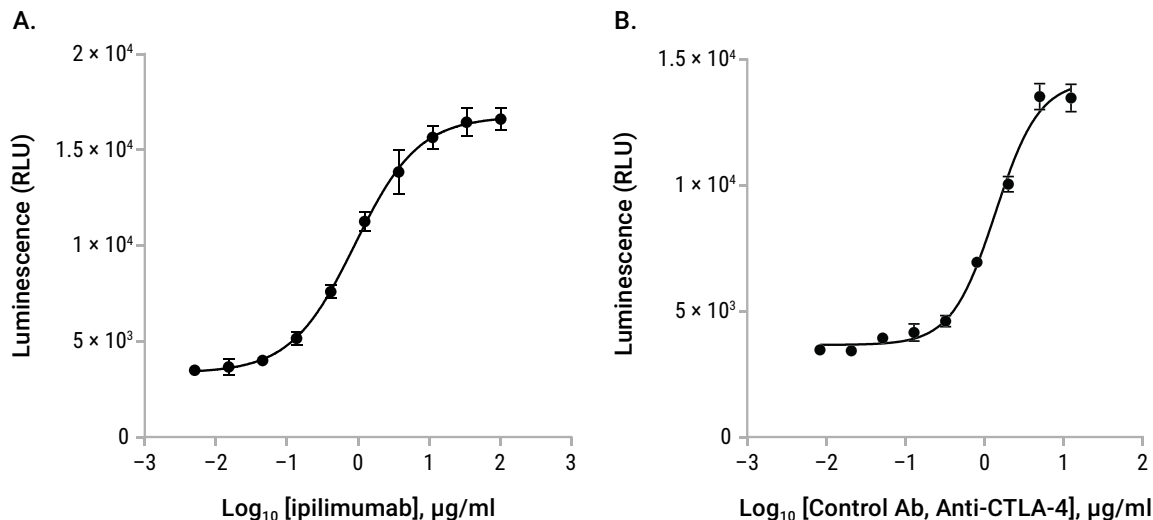 A.
2 × 10⁴
1.5 × 10⁴
1 × 10⁴
5 × 10³
0
−3 −2 −1 0 1 2 3
Luminescence (RLU)
Log₁₀ [ipilimumab], µg/ml
B.
1.5 × 10⁴
1 × 10⁴
5 × 10³
0
−3 −2 −1 0 1 2
Luminescence (RLU)
Log₁₀ [Control Ab, Anti-CTLA-4], µg/ml